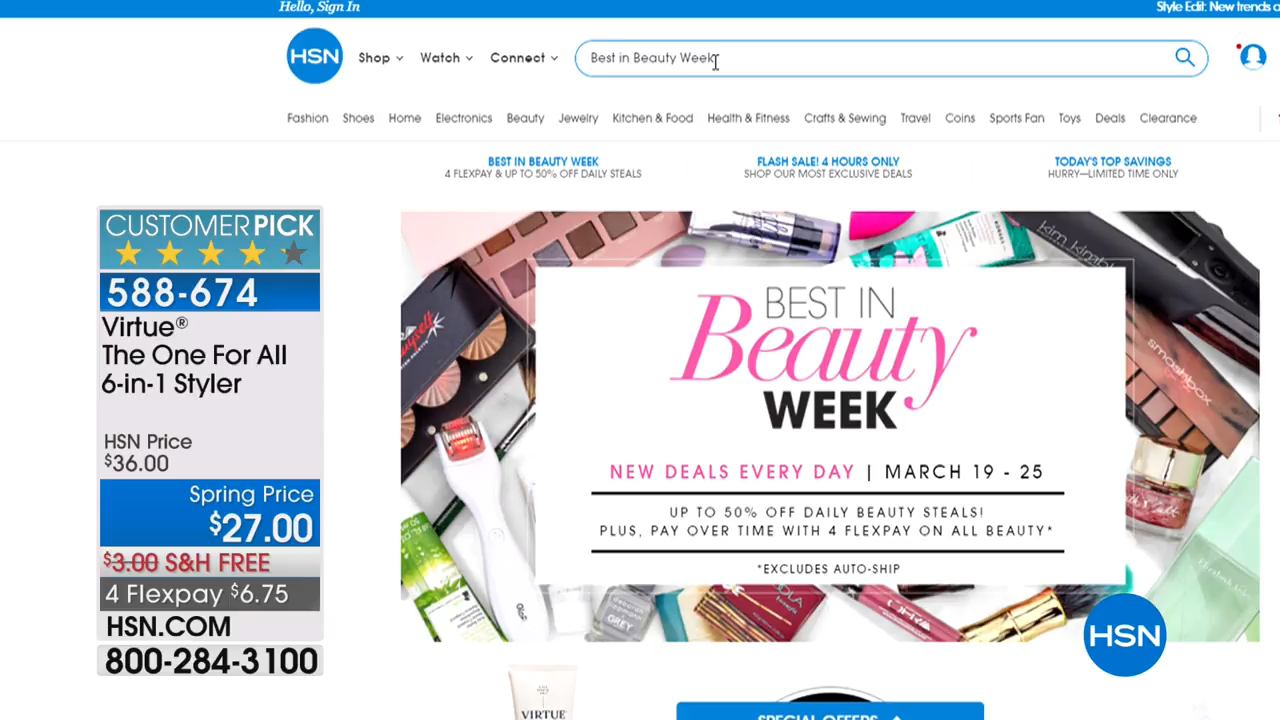 Hello, Sign In
Style Edit: New trends
HSN
Shop
Watch
Connect
Best in Beauty Week
Fashion
Shoes
Home
Electronics
Beauty
Jewelry
Kitchen & Food
Health & Fitness
Crafts & Sewing
Travel
Coins
Sports Fan
Toys
Deals
Clearance
BEST IN BEAUTY WEEK
4 FLEXPAY & UP TO 50% OFF DAILY STEALS
FLASH SALE! 4 HOURS ONLY
SHOP OUR MOST EXCLUSIVE DEALS
TODAY'S TOP SAVINGS
HURRY—LIMITED TIME ONLY
CUSTOMER PICK
588-674
Virtue®
The One For All
6-in-1 Styler
HSN Price
$36.00
Spring Price
$27.00
$3.00 S&H FREE
4 Flexpay $6.75
HSN.COM
800-284-3100
kim kimble
smashbox
BEST IN
Beauty
WEEK
NEW DEALS EVERY DAY | MARCH 19 - 25
UP TO 50% OFF DAILY BEAUTY STEALS!
PLUS, PAY OVER TIME WITH 4 FLEXPAY ON ALL BEAUTY*
*EXCLUDES AUTO-SHIP
GREY
HSN
VIRTUE
SPECIAL OFFERS